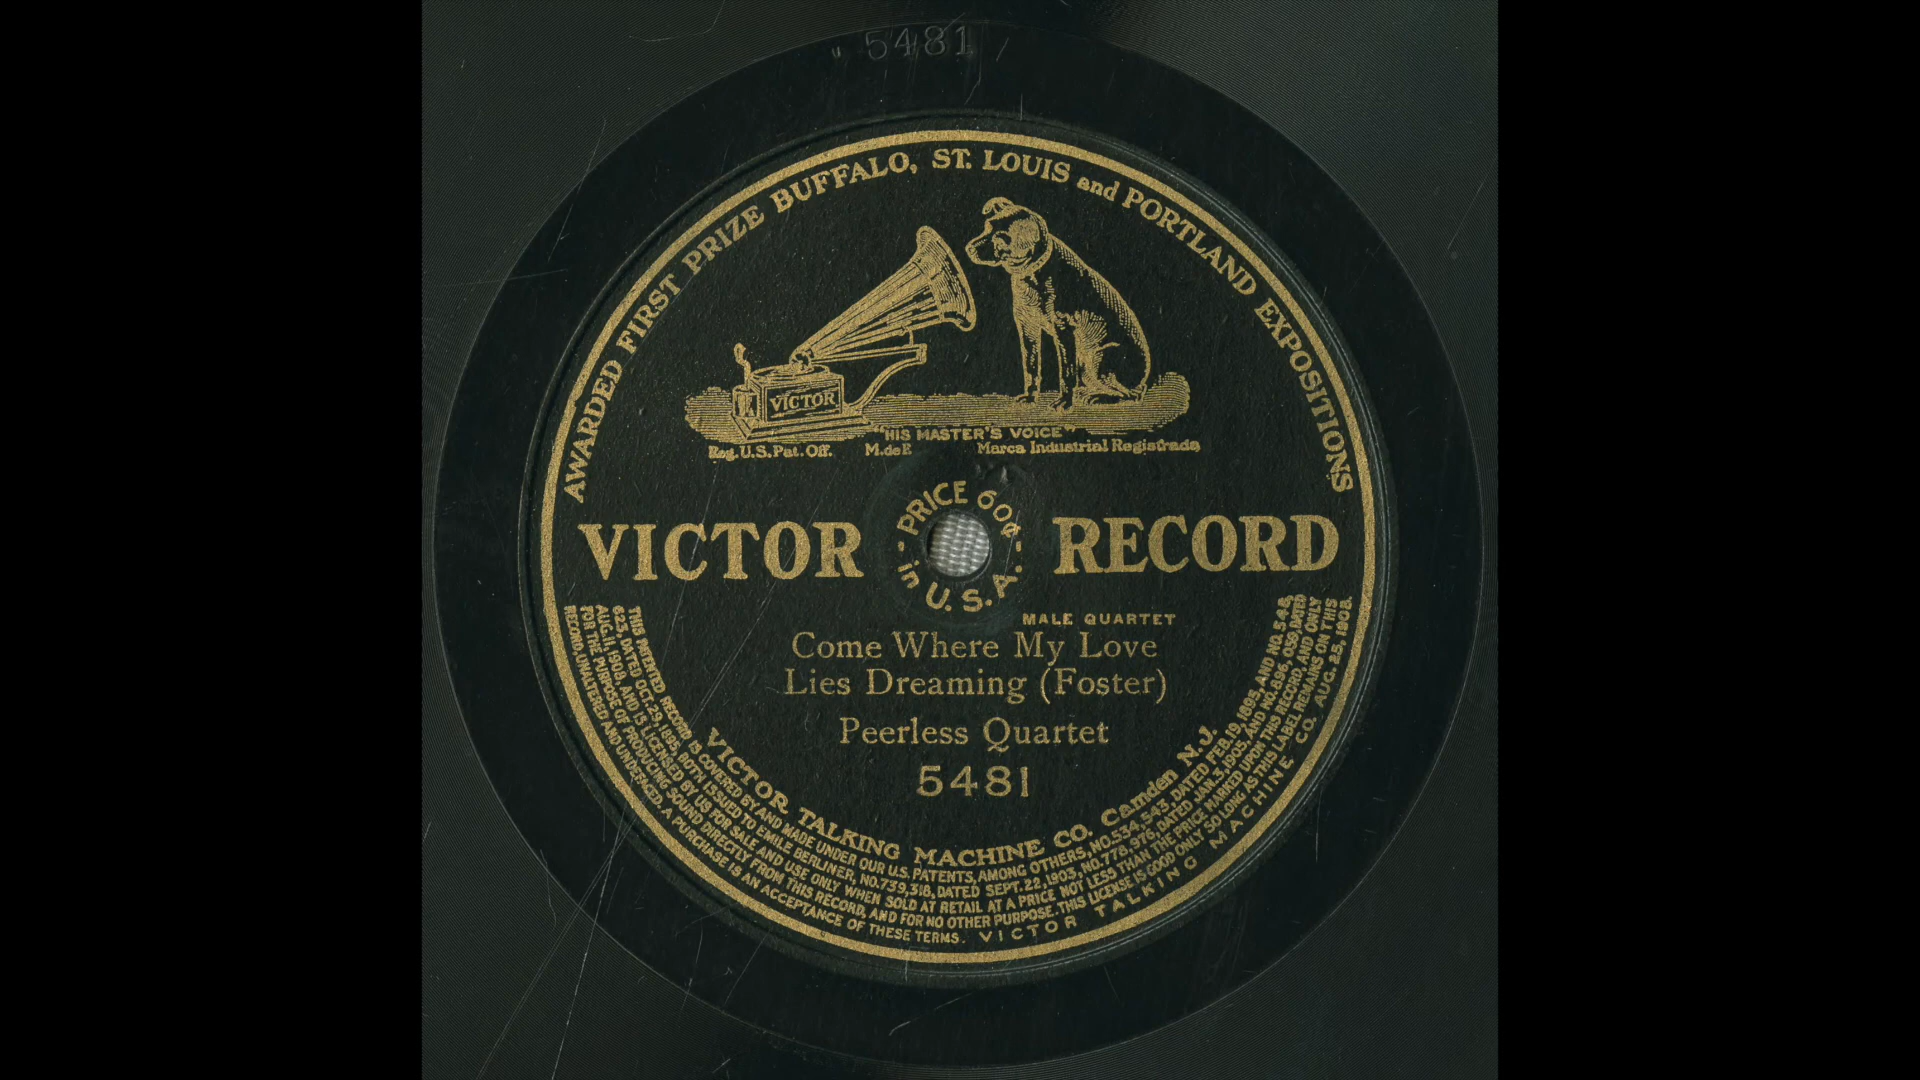 5481
AWARDED FIRST PRIZE BUFFALO, ST. LOUIS and PORTLAND EXPOSITIONS
VICTOR
"HIS MASTER'S VOICE"
Reg. U.S. Pat. Off. M. de F. Marca Industrial Registrada
PRICE 60¢
VICTOR RECORD
in U.S.A.
MALE QUARTET
Come Where My Love
Lies Dreaming (Foster)
Peerless Quartet
5481
VICTOR TALKING MACHINE CO. Camden N.J.
THIS PATENTED RECORD IS COVERED BY AND MADE UNDER OUR U.S. PATENTS, AMONG OTHERS, NO. 534,543, DATED FEB. 19, 1895, AND NO. 548,
623, DATED OCT. 29, 1895, BOTH ISSUED TO EMILE BERLINER, NO. 739,318, DATED SEPT. 22, 1903, NO. 778,976, DATED JAN. 3, 1905, AND NO. 896,059, DATED
AUG. 11, 1908, AND IS LICENSED BY US FOR SALE AND USE ONLY WHEN SOLD AT RETAIL AT A PRICE NOT LESS THAN THE PRICE MARKED UPON THIS RECORD, AND ONLY
FOR THE PURPOSE OF PRODUCING SOUND DIRECTLY FROM THIS RECORD, AND FOR NO OTHER PURPOSE. THIS LICENSE IS GOOD ONLY SO LONG AS THIS LABEL REMAINS ON THIS
RECORD, UNALTERED AND UNDEFACED. A PURCHASE IS AN ACCEPTANCE OF THESE TERMS. VICTOR TALKING MACHINE CO. AUG. 25, 1908.